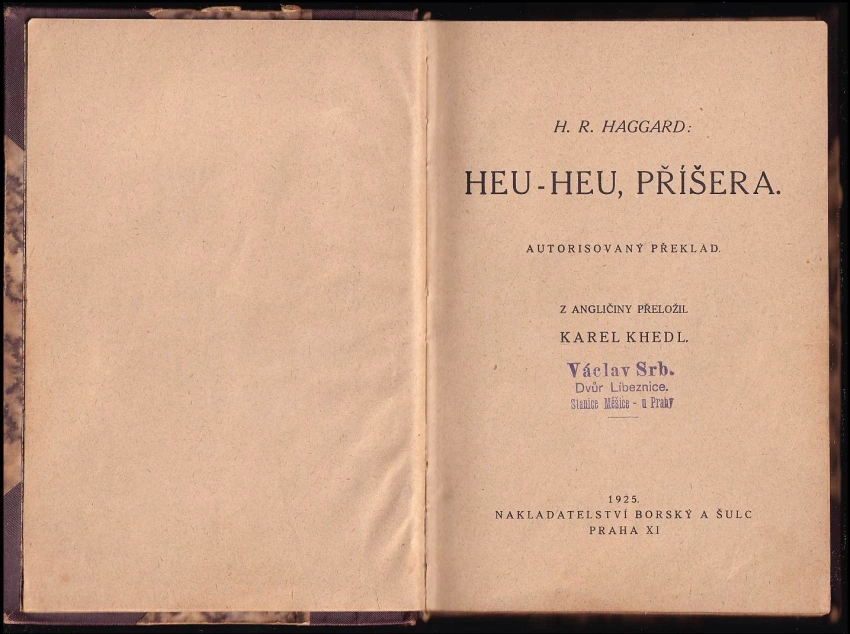 H. R. HAGGARD:
HEU-HEU, PŘÍŠERA.
AUTORISOVANÝ PŘEKLAD.
Z ANGLIČINY PŘELOŽIL
KAREL KHEDL.
Václav Srb.
Dvůr Líbeznice.
Stanice Měšice - u Prahy
1925.
NAKLADATELSTVÍ BORSKÝ A ŠULC
PRAHA XI